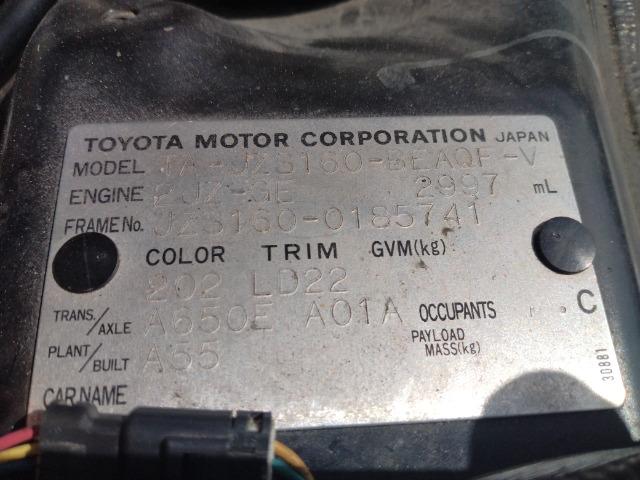 TOYOTA MOTOR CORPORATION JAPAN
MODEL TA-JZS160-BEAQF-V
ENGINE 2JZ-GE 2997 mL
FRAME No. JZS160-0185741
COLOR TRIM GVM(kg)
202 LD22
TRANS./AXLE A650E A01A OCCUPANTS C
PLANT/BUILT A55 PAYLOAD MASS(kg)
CAR NAME
30881